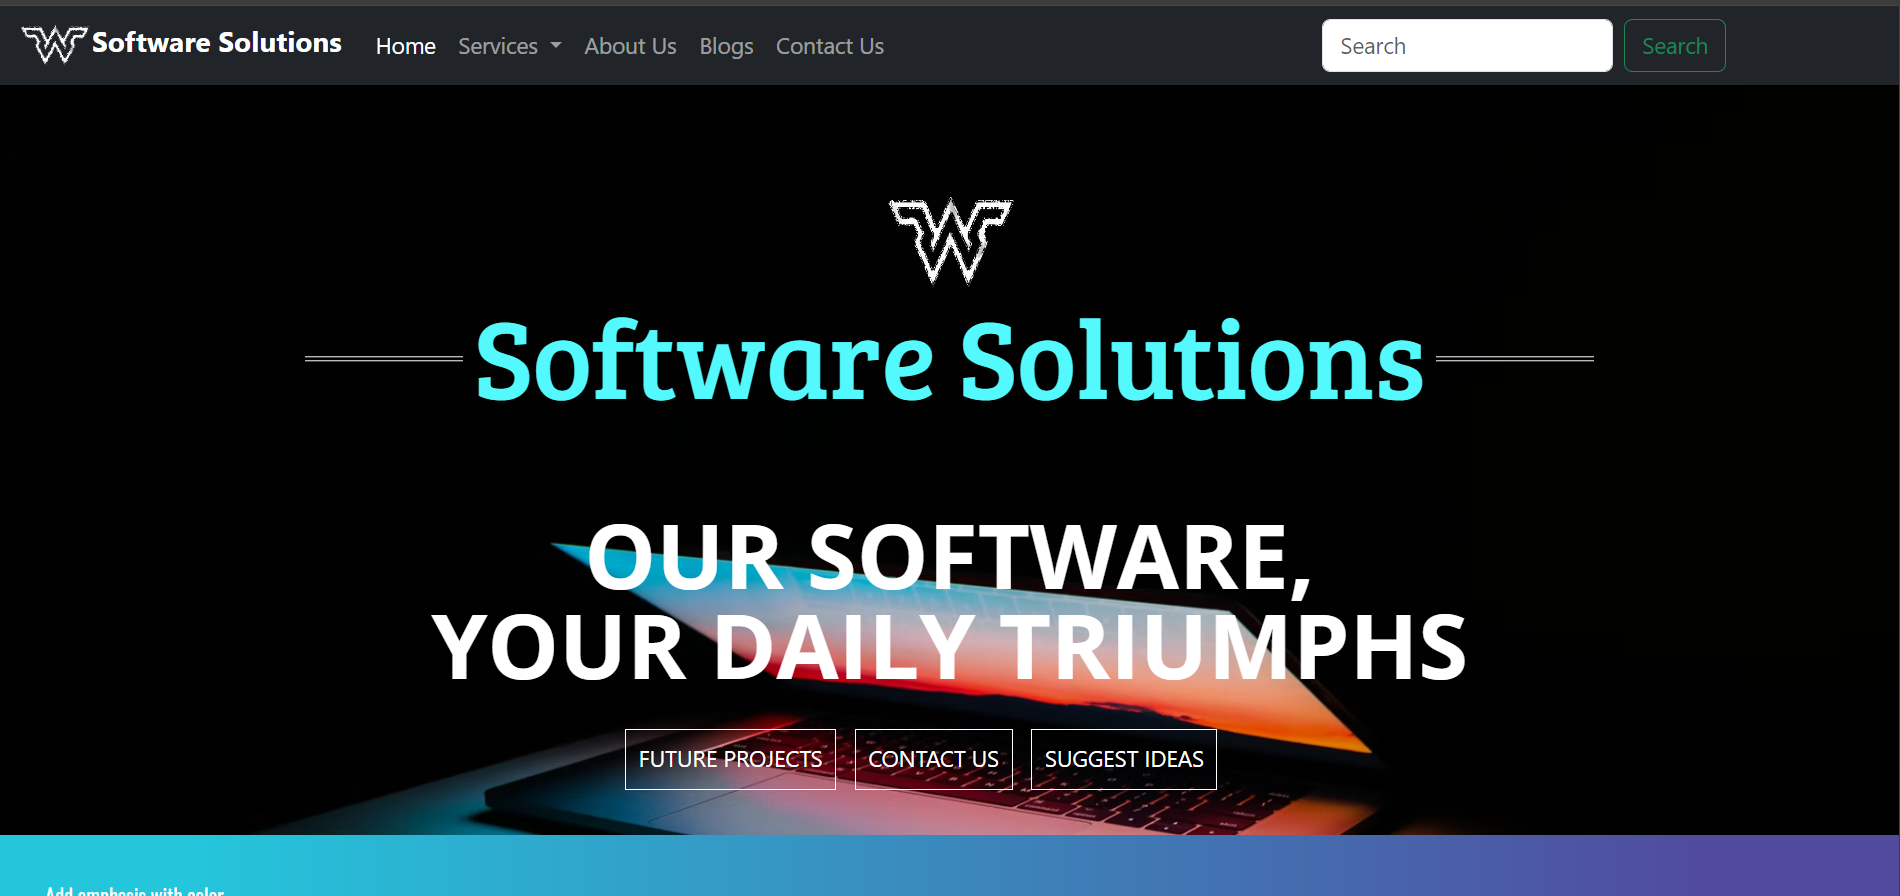 Software Solutions Home Services About Us Blogs Contact Us Search Search
Software Solutions
OUR SOFTWARE,
YOUR DAILY TRIUMPHS
FUTURE PROJECTS CONTACT US SUGGEST IDEAS
Add emphasis with color